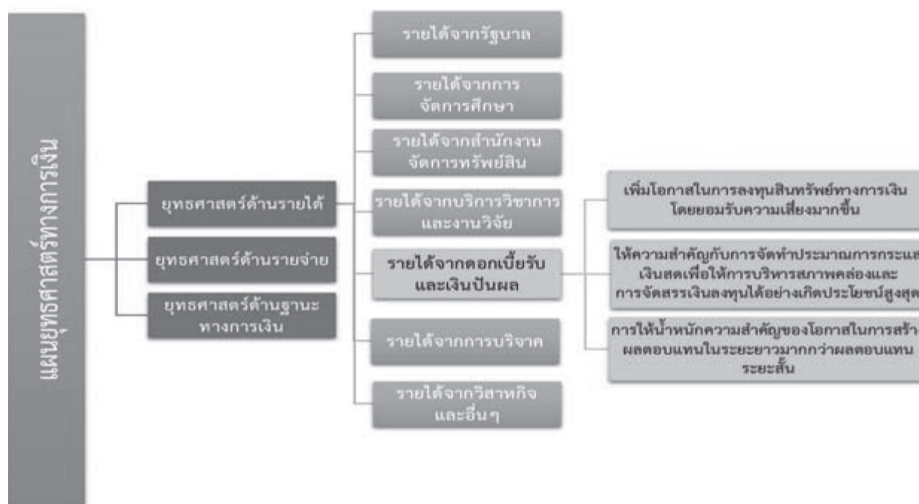 แผนยุทธศาสตร์ทางการเงิน
ยุทธศาสตร์ด้านรายได้
ยุทธศาสตร์ด้านรายจ่าย
ยุทธศาสตร์ด้านฐานะ
ทางการเงิน
รายได้จากรัฐบาล
รายได้จากการ
จัดการศึกษา
รายได้จากสำนักงาน
จัดการทรัพย์สิน
รายได้จากบริการวิชาการ
และงานวิจัย
รายได้จากดอกเบี้ยรับ
และเงินปันผล
รายได้จากการบริจาค
รายได้จากวิสาหกิจ
และอื่นๆ
เพิ่มโอกาสในการลงทุนสินทรัพย์ทางการเงิน
โดยยอมรับความเสี่ยงมากขึ้น
ให้ความสำคัญกับการจัดทำประมาณการกระแส
เงินสดเพื่อให้การบริหารสภาพคล่องและ
การจัดสรรเงินลงทุนได้อย่างเกิดประโยชน์สูงสุด
การให้น้ำหนักความสำคัญของโอกาสในการสร้าง
ผลตอบแทนในระยะยาวมากกว่าผลตอบแทน
ระยะสั้น